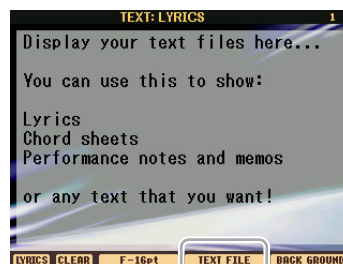 TEXT: LYRICS 1
Display your text files here...
You can use this to show:
Lyrics
Chord sheets
Performance notes and memos
or any text that you want!
LYRICS CLEAR F-16pt TEXT FILE BACK GROUND